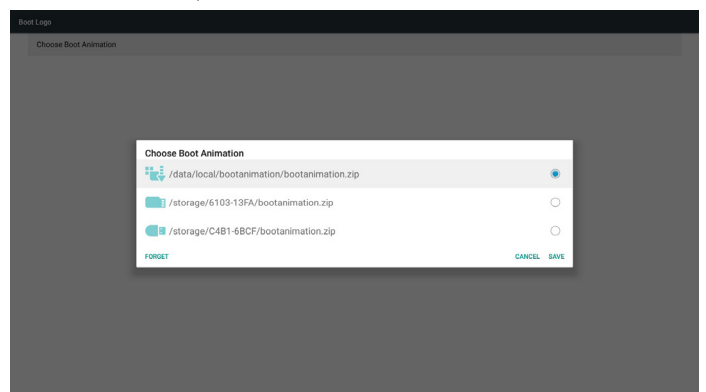 Boot Logo
Choose Boot Animation
Choose Boot Animation
/data/local/bootanimation/bootanimation.zip
/storage/6103-13FA/bootanimation.zip
/storage/C4B1-6BCF/bootanimation.zip
FORGET CANCEL SAVE